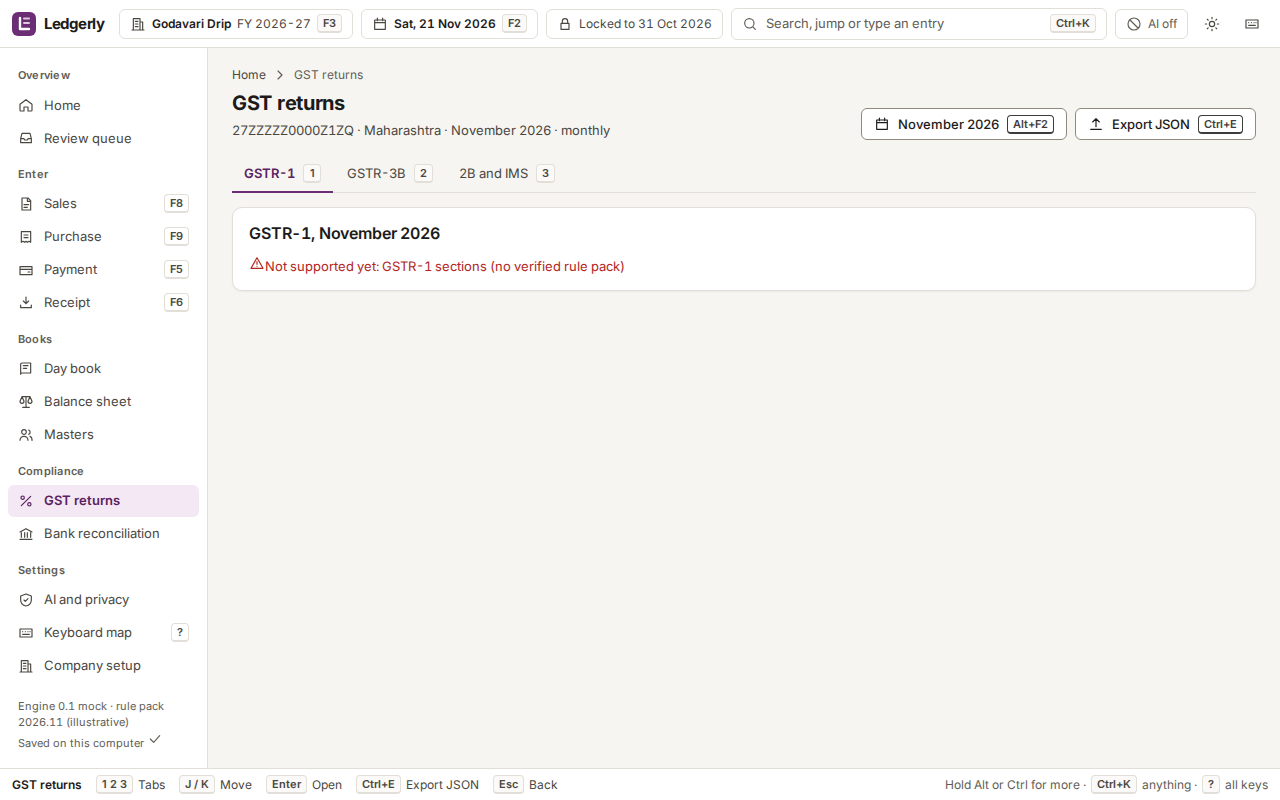 Ledgerly
Godavari Drip FY 2026-27 F3
Sat, 21 Nov 2026 F2
Locked to 31 Oct 2026
Search, jump or type an entry Ctrl+K
AI off
Overview
Home
Review queue
Enter
Sales F8
Purchase F9
Payment F5
Receipt F6
Books
Day book
Balance sheet
Masters
Compliance
GST returns
Bank reconciliation
Settings
AI and privacy
Keyboard map ?
Company setup
Engine 0.1 mock · rule pack
2026.11 (illustrative)
Saved on this computer
Home GST returns
GST returns
27ZZZZZ0000Z1ZQ · Maharashtra · November 2026 · monthly
November 2026 Alt+F2
Export JSON Ctrl+E
GSTR-1 1 GSTR-3B 2 2B and IMS 3
GSTR-1, November 2026
Not supported yet: GSTR-1 sections (no verified rule pack)
GST returns 1 2 3 Tabs J / K Move Enter Open Ctrl+E Export JSON Esc Back
Hold Alt or Ctrl for more · Ctrl+K anything · ? all keys